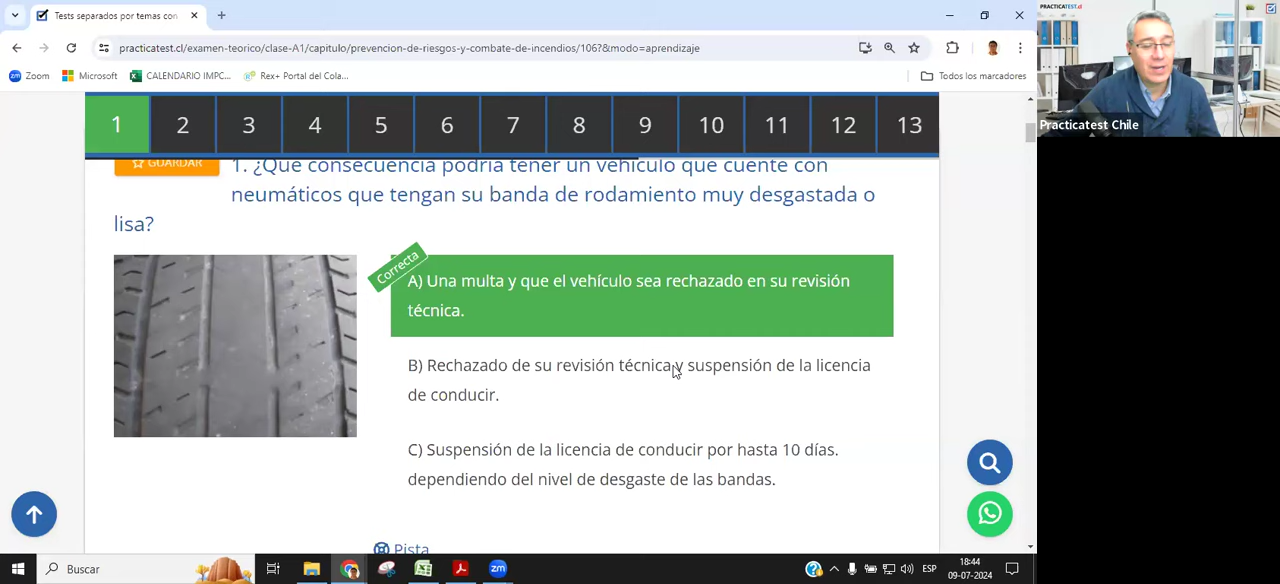 Tests separados por temas con
practicatest.cl/examen-teorico/clase-A1/capitulo/prevencion-de-riesgos-y-combate-de-incendios/106?&modo=aprendizaje
Zoom
Microsoft
CALENDARIO IMPC...
Rex+ Portal del Cola...
Todos los marcadores
PRACTICATEST.cl
Practicatest Chile
1
2
3
4
5
6
7
8
9
10
11
12
13
GUARDAR
1. ¿Qué consecuencia podría tener un vehículo que cuente con
neumáticos que tengan su banda de rodamiento muy desgastada o
lisa?
Correcta
A) Una multa y que el vehículo sea rechazado en su revisión
técnica.
B) Rechazado de su revisión técnica y suspensión de la licencia
de conducir.
C) Suspensión de la licencia de conducir por hasta 10 días.
dependiendo del nivel de desgaste de las bandas.
Pista
Buscar
zm
ESP
18:44
09-07-2024